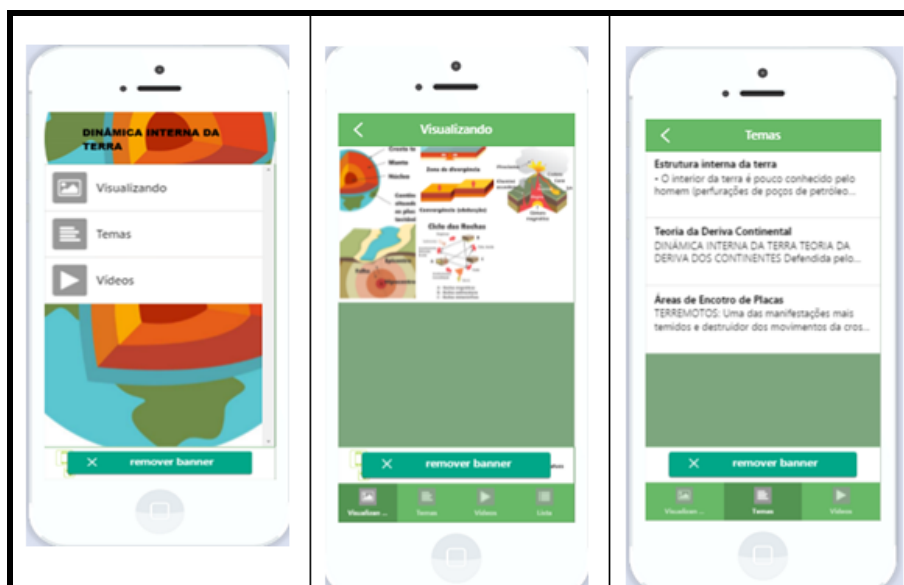 DINÂMICA INTERNA DA
TERRA
Visualizando
Temas
Vídeos
× remover banner
Visualizando
Manto
Núcleo
Zona de divergência
Convergência (obducção)
Ciclo das Rochas
Falha
Epicentro
Hipocentro
× remover banner
Visualizan ...
Temas
Vídeos
Lista
Temas
Estrutura interna da terra
• O interior da terra é pouco conhecido pelo
homem (perfurações de poços de petróleo...
Teoria da Deriva Continental
DINÂMICA INTERNA DA TERRA TEORIA DA
DERIVA DOS CONTINENTES Defendida pelo...
Áreas de Encotro de Placas
TERREMOTOS: Uma das manifestações mais
temidos e destruidor dos movimentos da cros...
× remover banner
Visualizan ...
Temas
Vídeos